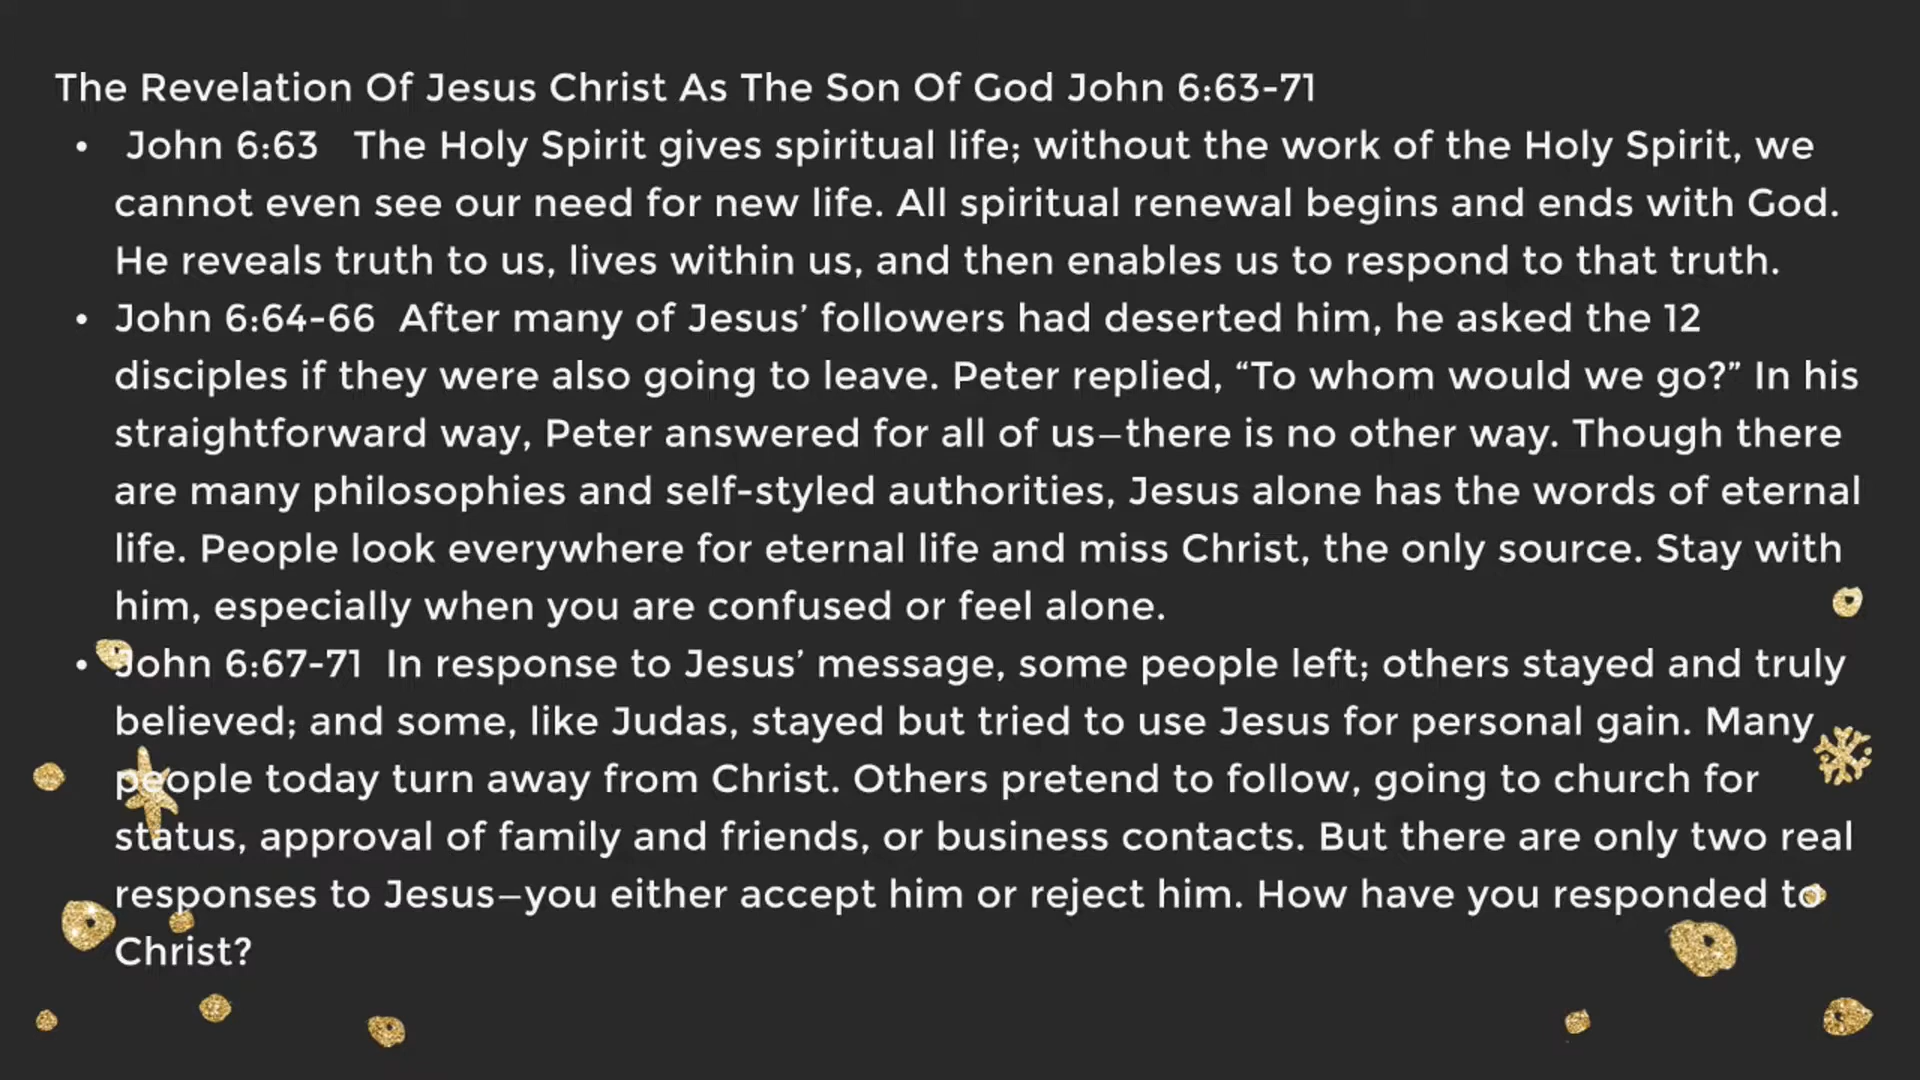 The Revelation Of Jesus Christ As The Son Of God John 6:63-71
• John 6:63 The Holy Spirit gives spiritual life; without the work of the Holy Spirit, we
cannot even see our need for new life. All spiritual renewal begins and ends with God.
He reveals truth to us, lives within us, and then enables us to respond to that truth.
• John 6:64-66 After many of Jesus’ followers had deserted him, he asked the 12
disciples if they were also going to leave. Peter replied, “To whom would we go?” In his
straightforward way, Peter answered for all of us—there is no other way. Though there
are many philosophies and self-styled authorities, Jesus alone has the words of eternal
life. People look everywhere for eternal life and miss Christ, the only source. Stay with
him, especially when you are confused or feel alone.
• John 6:67-71 In response to Jesus’ message, some people left; others stayed and truly
believed; and some, like Judas, stayed but tried to use Jesus for personal gain. Many
people today turn away from Christ. Others pretend to follow, going to church for
status, approval of family and friends, or business contacts. But there are only two real
responses to Jesus—you either accept him or reject him. How have you responded to
Christ?